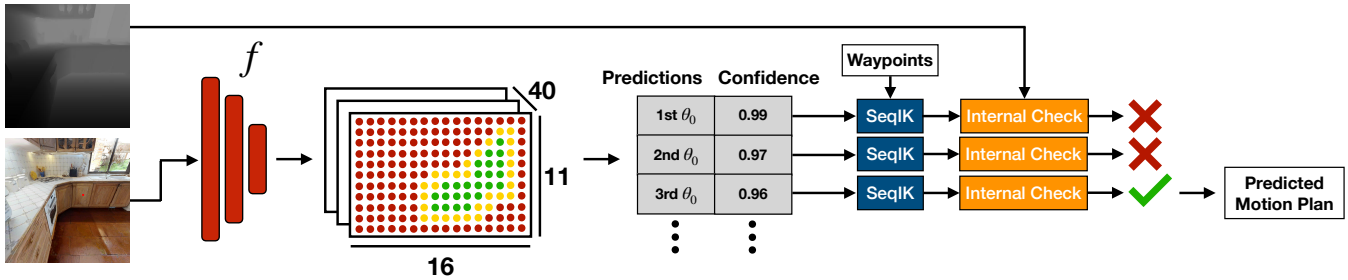 f
40
11
16
Predictions Confidence
1st θ₀ 0.99
2nd θ₀ 0.97
3rd θ₀ 0.96
Waypoints
SeqIK Internal Check
SeqIK Internal Check
SeqIK Internal Check
Predicted
Motion Plan